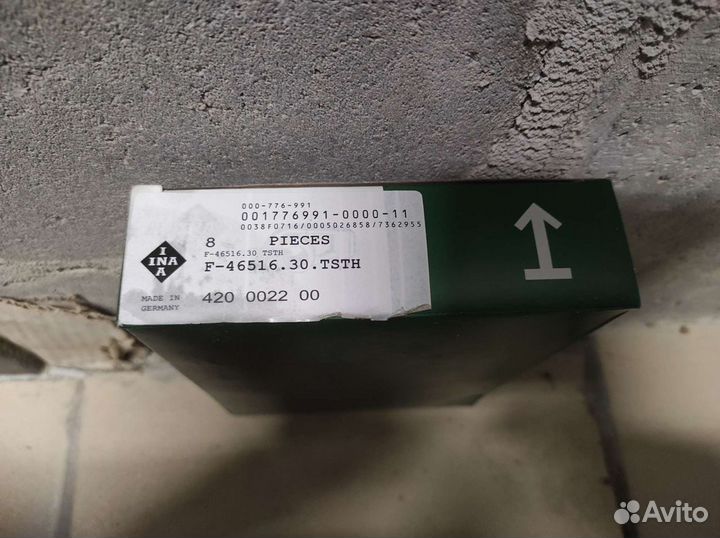 000-776-991
001776991-0000-11
0038F0716/0005026858/7362955
8 PIECES
F-46516.30 TSTH
F-46516.30.TSTH
INA
INA
MADE IN
GERMANY
420 0022 00
Avito